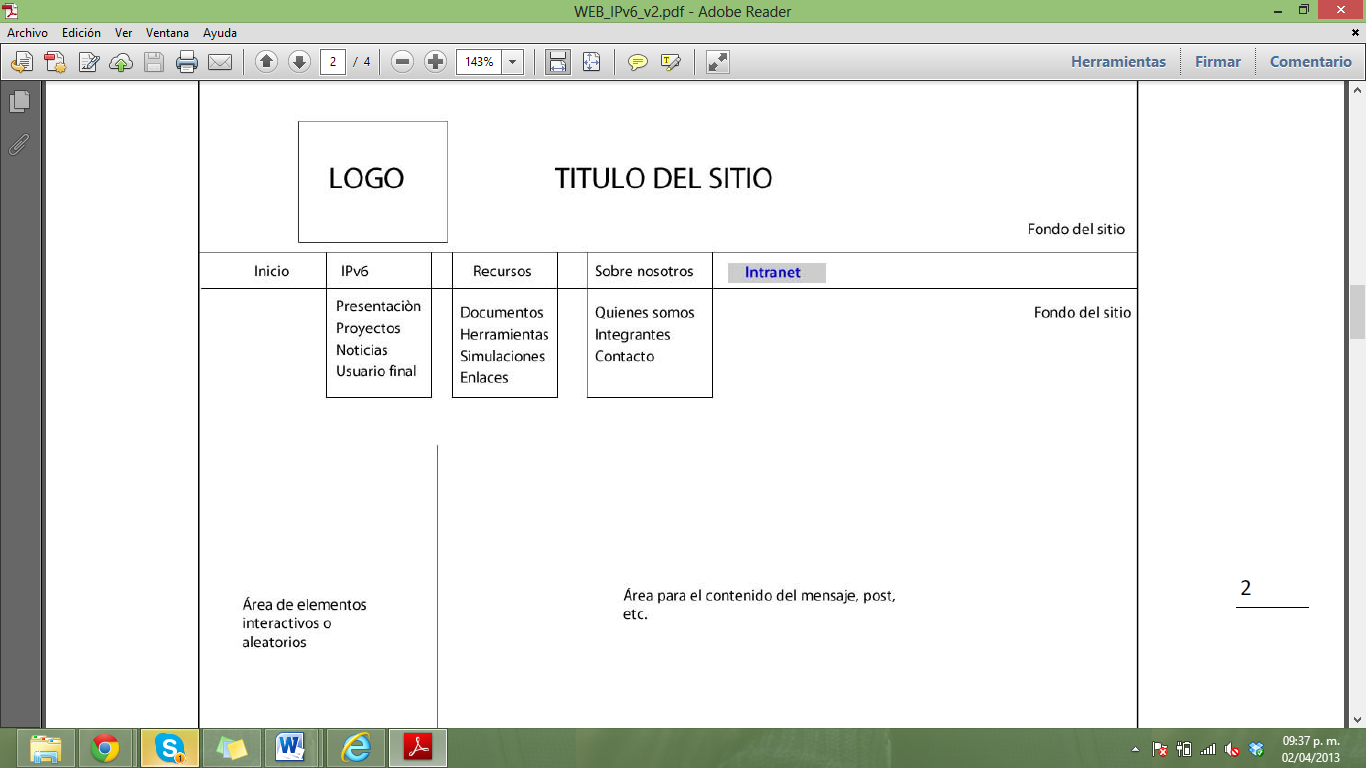 WEB_IPv6_v2.pdf - Adobe Reader
Archivo Edición Ver Ventana Ayuda
2 / 4 143% Herramientas Firmar Comentario
LOGO
TITULO DEL SITIO
Fondo del sitio
Inicio IPv6 Recursos Sobre nosotros Intranet
Presentaciòn
Proyectos
Noticias
Usuario final
Documentos
Herramientas
Simulaciones
Enlaces
Quienes somos
Integrantes
Contacto
Fondo del sitio
Área de elementos
interactivos o
aleatorios
Área para el contenido del mensaje, post,
etc.
2
09:37 p. m.
02/04/2013